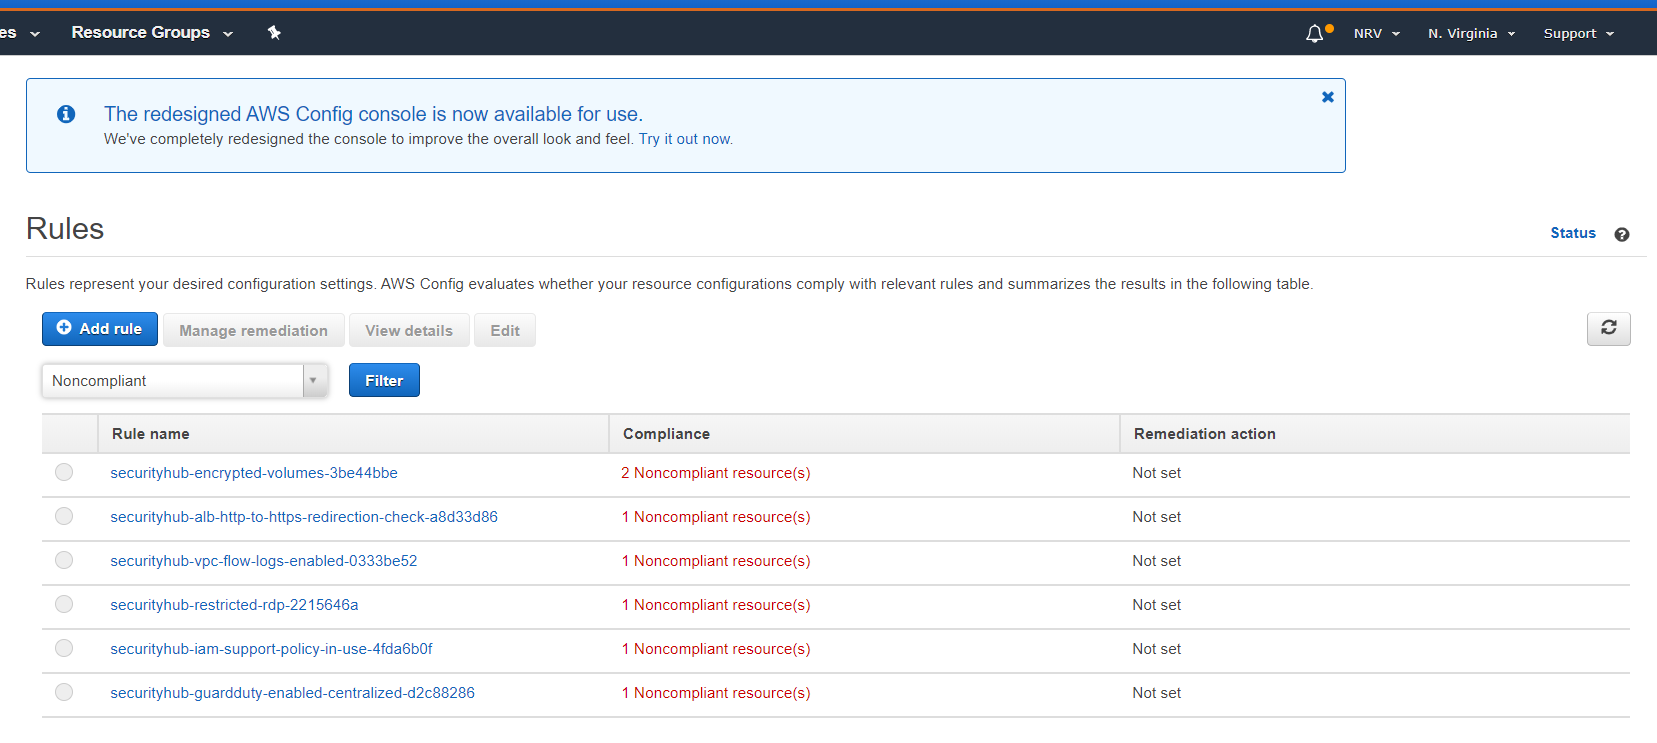 es Resource Groups NRV N. Virginia Support
The redesigned AWS Config console is now available for use.
We've completely redesigned the console to improve the overall look and feel. Try it out now.
Rules
Status
Rules represent your desired configuration settings. AWS Config evaluates whether your resource configurations comply with relevant rules and summarizes the results in the following table.
Add rule Manage remediation View details Edit
Noncompliant Filter
Rule name Compliance Remediation action
securityhub-encrypted-volumes-3be44bbe 2 Noncompliant resource(s) Not set
securityhub-alb-http-to-https-redirection-check-a8d33d86 1 Noncompliant resource(s) Not set
securityhub-vpc-flow-logs-enabled-0333be52 1 Noncompliant resource(s) Not set
securityhub-restricted-rdp-2215646a 1 Noncompliant resource(s) Not set
securityhub-iam-support-policy-in-use-4fda6b0f 1 Noncompliant resource(s) Not set
securityhub-guardduty-enabled-centralized-d2c88286 1 Noncompliant resource(s) Not set